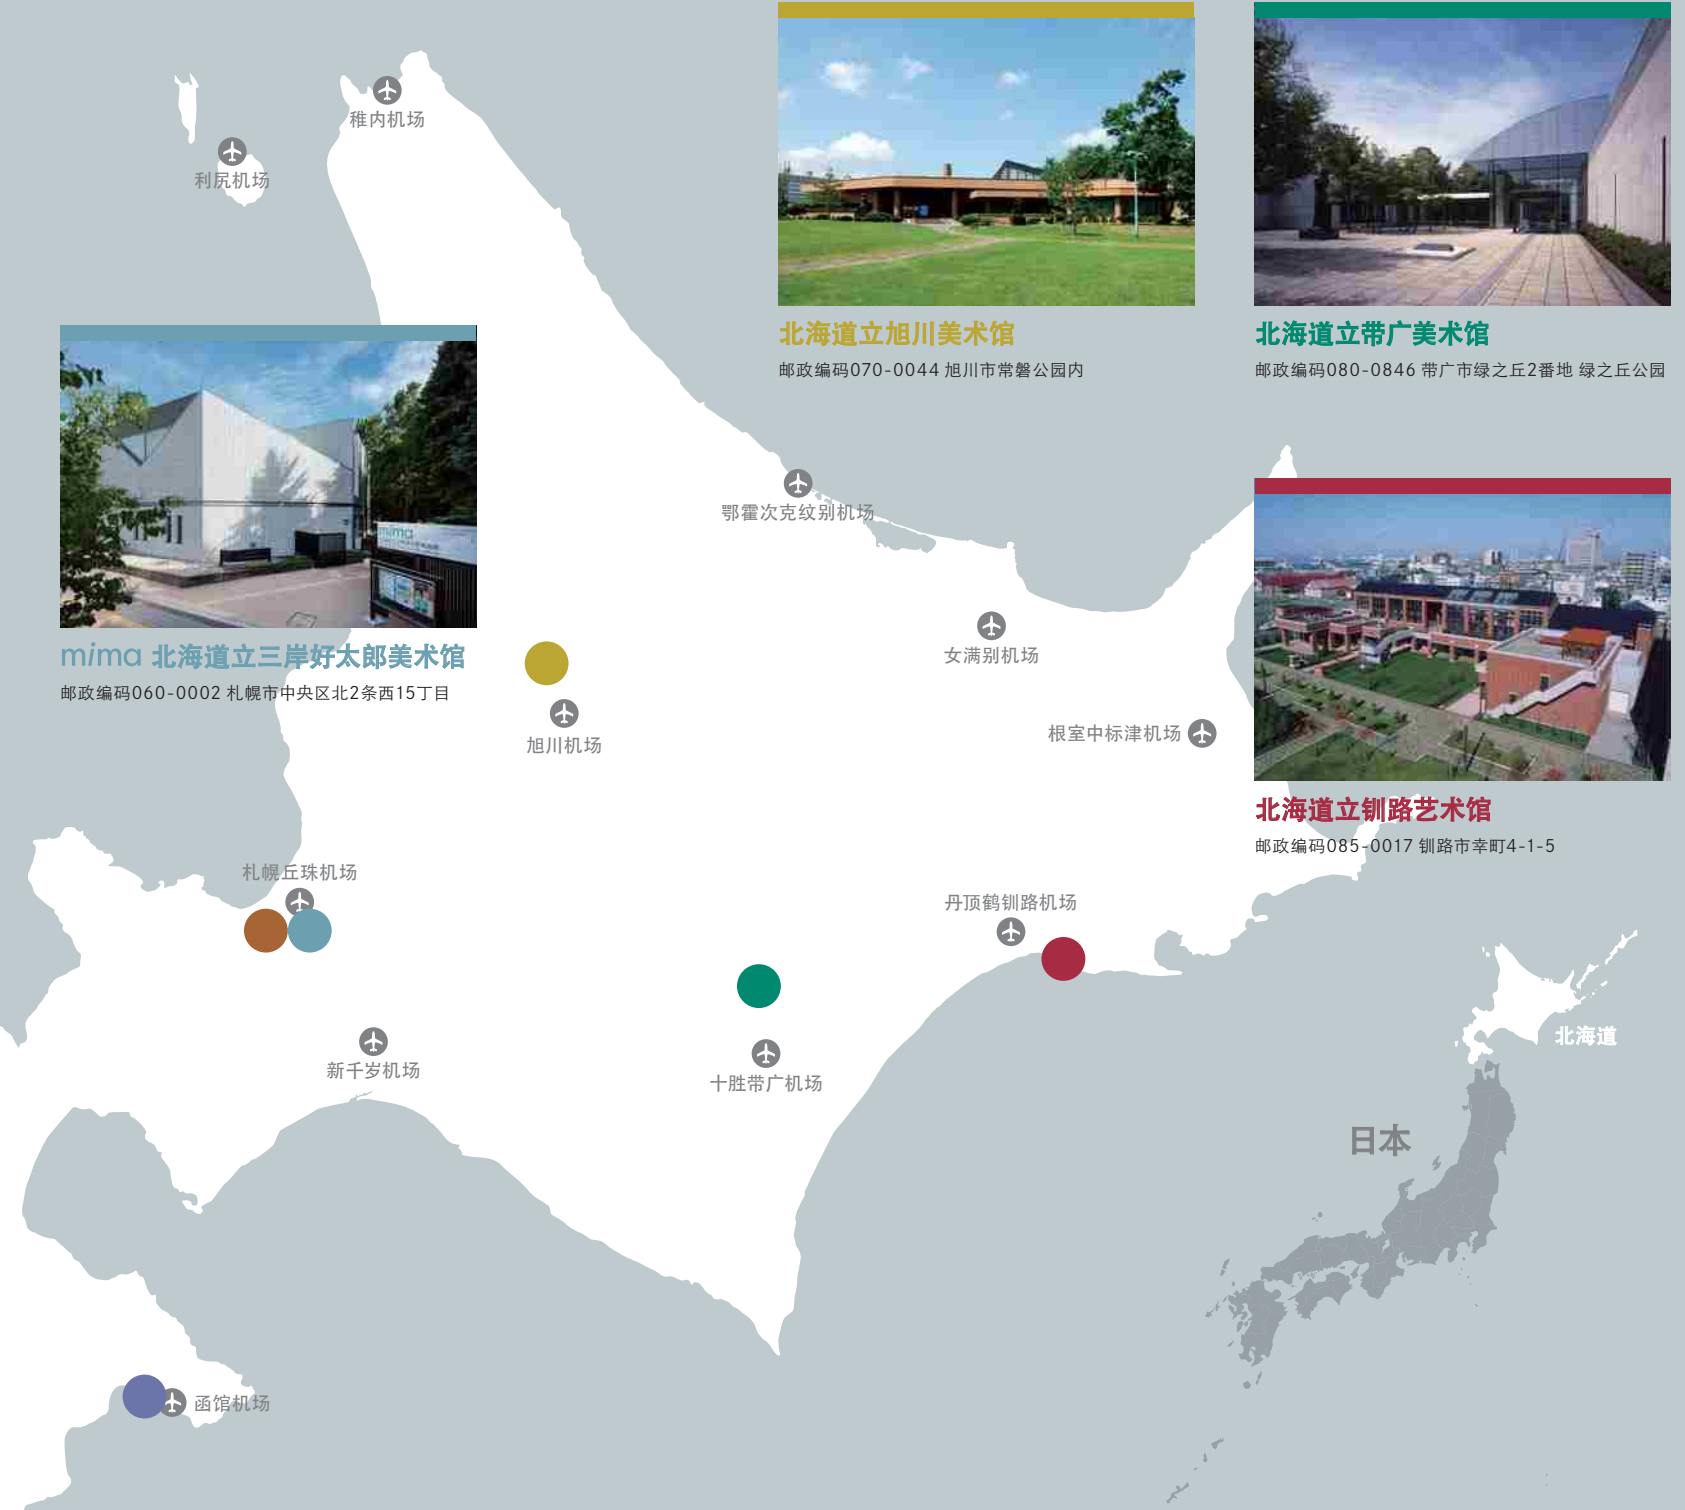 稚内机场
利尻机场
北海道立旭川美术馆
邮政编码070-0044 旭川市常磐公园内
北海道立带广美术馆
邮政编码080-0846 带广市绿之丘2番地 绿之丘公园
鄂霍次克纹别机场
mima
mima 北海道立三岸好太郎美术馆
邮政编码060-0002 札幌市中央区北2条西15丁目
女满别机场
旭川机场
根室中标津机场
北海道立钏路艺术馆
邮政编码085-0017 钏路市幸町4-1-5
札幌丘珠机场
丹顶鹤钏路机场
新千岁机场
十胜带广机场
北海道
日本
函馆机场